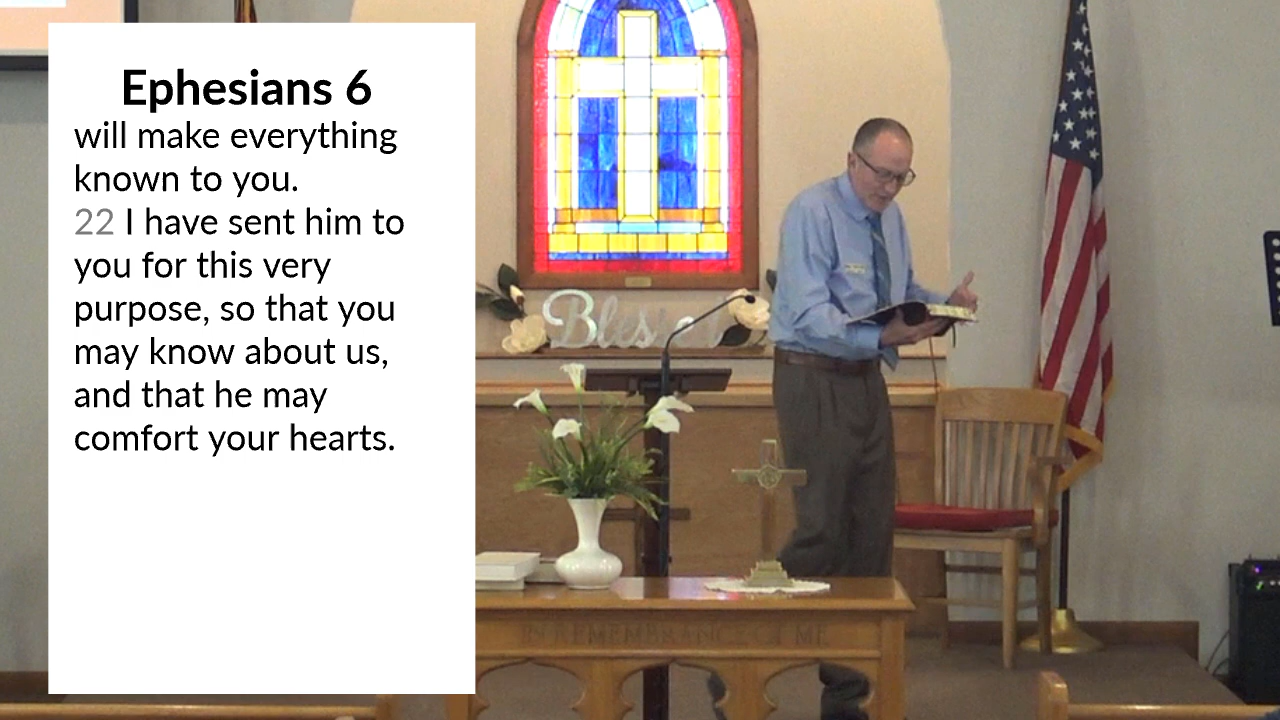 Ephesians 6
will make everything
known to you.
22 I have sent him to
you for this very
purpose, so that you
may know about us,
and that he may
comfort your hearts.
Blessed
IN REMEMBRANCE OF ME